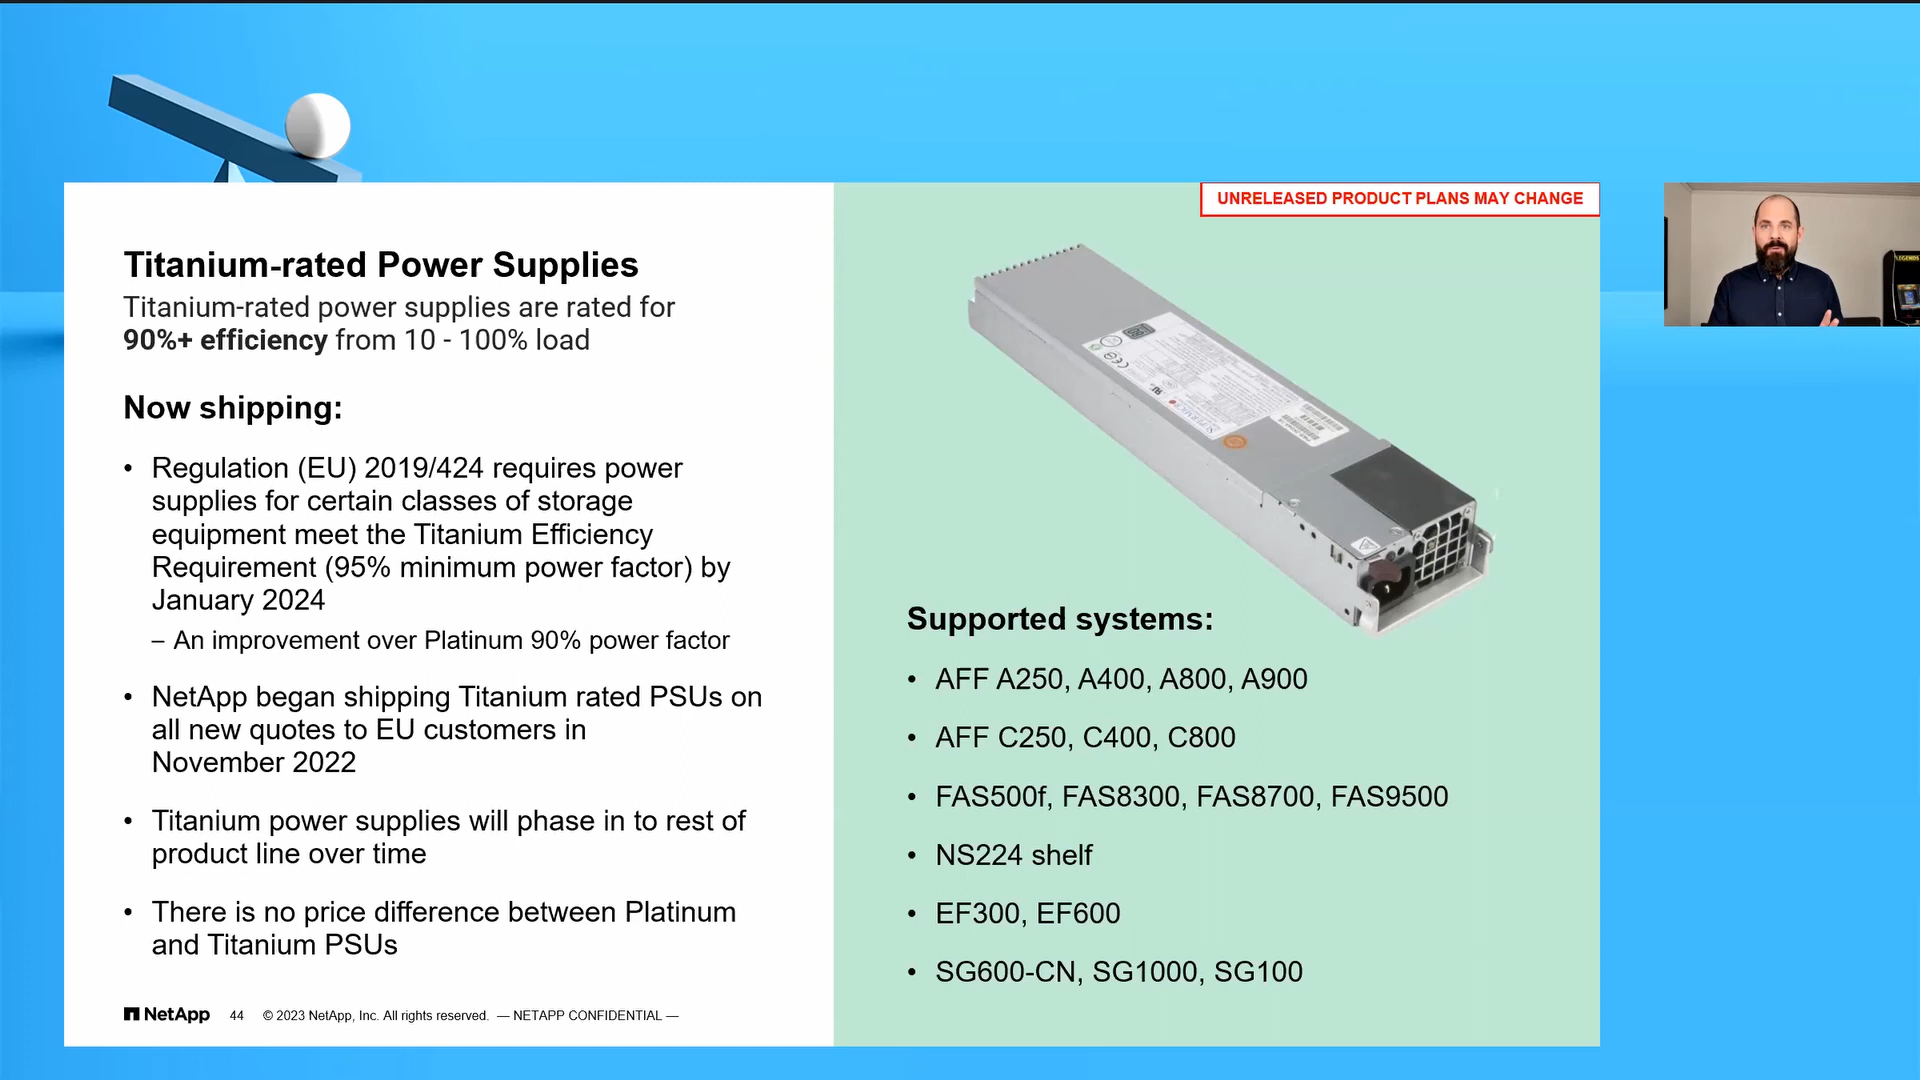 UNRELEASED PRODUCT PLANS MAY CHANGE
Titanium-rated Power Supplies
Titanium-rated power supplies are rated for
90%+ efficiency from 10 - 100% load
Now shipping:
• Regulation (EU) 2019/424 requires power
supplies for certain classes of storage
equipment meet the Titanium Efficiency
Requirement (95% minimum power factor) by
January 2024
– An improvement over Platinum 90% power factor
• NetApp began shipping Titanium rated PSUs on
all new quotes to EU customers in
November 2022
• Titanium power supplies will phase in to rest of
product line over time
• There is no price difference between Platinum
and Titanium PSUs
Supported systems:
• AFF A250, A400, A800, A900
• AFF C250, C400, C800
• FAS500f, FAS8300, FAS8700, FAS9500
• NS224 shelf
• EF300, EF600
• SG600-CN, SG1000, SG100
NetApp 44 © 2023 NetApp, Inc. All rights reserved. — NETAPP CONFIDENTIAL —
LEGENDS